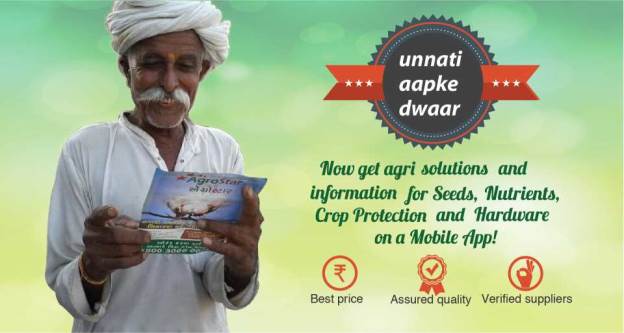 unnati
aapke
dwaar
Now get agri solutions and
information for Seeds, Nutrients,
Crop Protection and Hardware
on a Mobile App!
Best price
Assured quality
Verified suppliers
AgroStar
એગ્રોસ્ટાર